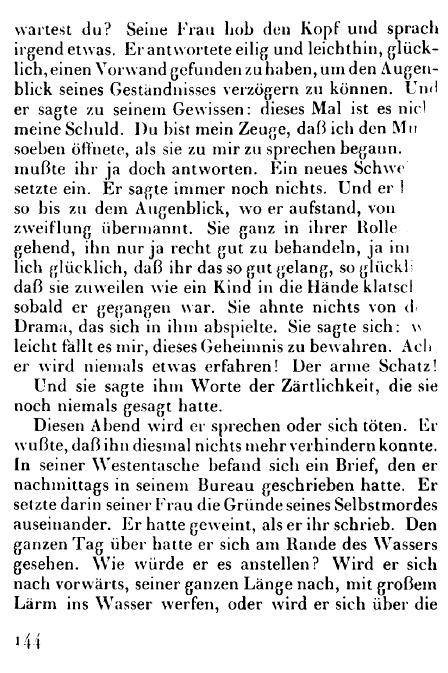 wartest du? Seine Frau hob den Kopf und sprach
irgend etwas. Er antwortete eilig und leichthin, glück-
lich, einen Vorwand gefunden zu haben, um den Augen-
blick seines Geständnisses verzögern zu können. Und
er sagte zu seinem Gewissen: dieses Mal ist es nicl
meine Schuld. Du bist mein Zeuge, daß ich den Mu
soeben öffnete, als sie zu mir zu sprechen begann.
mußte ihr ja doch antworten. Ein neues Schwe
setzte ein. Er sagte immer noch nichts. Und er l
so bis zu dem Augenblick, wo er aufstand, von
zweiflung übermannt. Sie ganz in ihrer Rolle
gehend, ihn nur ja recht gut zu behandeln, ja im
lich glücklich, daß ihr das so gut gelang, so glückl
daß sie zuweilen wie ein Kind in die Hände klatscl
sobald er gegangen war. Sie ahnte nichts von d
Drama, das sich in ihm abspielte. Sie sagte sich: w
leicht fällt es mir, dieses Geheimnis zu bewahren. Ach
er wird niemals etwas erfahren! Der arme Schatz!
Und sie sagte ihm Worte der Zärtlichkeit, die sie
noch niemals gesagt hatte.
Diesen Abend wird er sprechen oder sich töten. Er
wußte, daß ihn diesmal nichts mehr verhindern konnte.
In seiner Westentasche befand sich ein Brief, den er
nachmittags in seinem Bureau geschrieben hatte. Er
setzte darin seiner Frau die Gründe seines Selbstmordes
auseinander. Er hatte geweint, als er ihr schrieb. Den
ganzen Tag über hatte er sich am Rande des Wassers
gesehen. Wie würde er es anstellen? Wird er sich
nach vorwärts, seiner ganzen Länge nach, mit großem
Lärm ins Wasser werfen, oder wird er sich über die
144